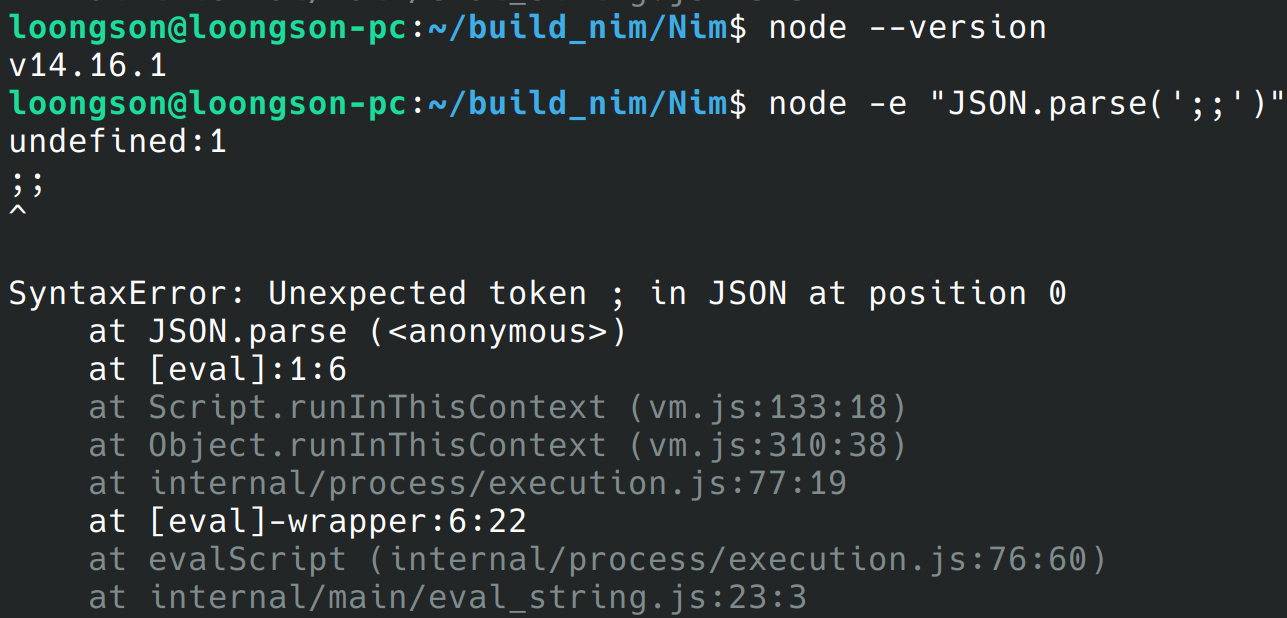 loongson@loongson-pc:~/build_nim/Nim$ node --version
v14.16.1
loongson@loongson-pc:~/build_nim/Nim$ node -e "JSON.parse(';;')"
undefined:1
;;
^
SyntaxError: Unexpected token ; in JSON at position 0
    at JSON.parse (<anonymous>)
    at [eval]:1:6
    at Script.runInThisContext (vm.js:133:18)
    at Object.runInThisContext (vm.js:310:38)
    at internal/process/execution.js:77:19
    at [eval]-wrapper:6:22
    at evalScript (internal/process/execution.js:76:60)
    at internal/main/eval_string.js:23:3